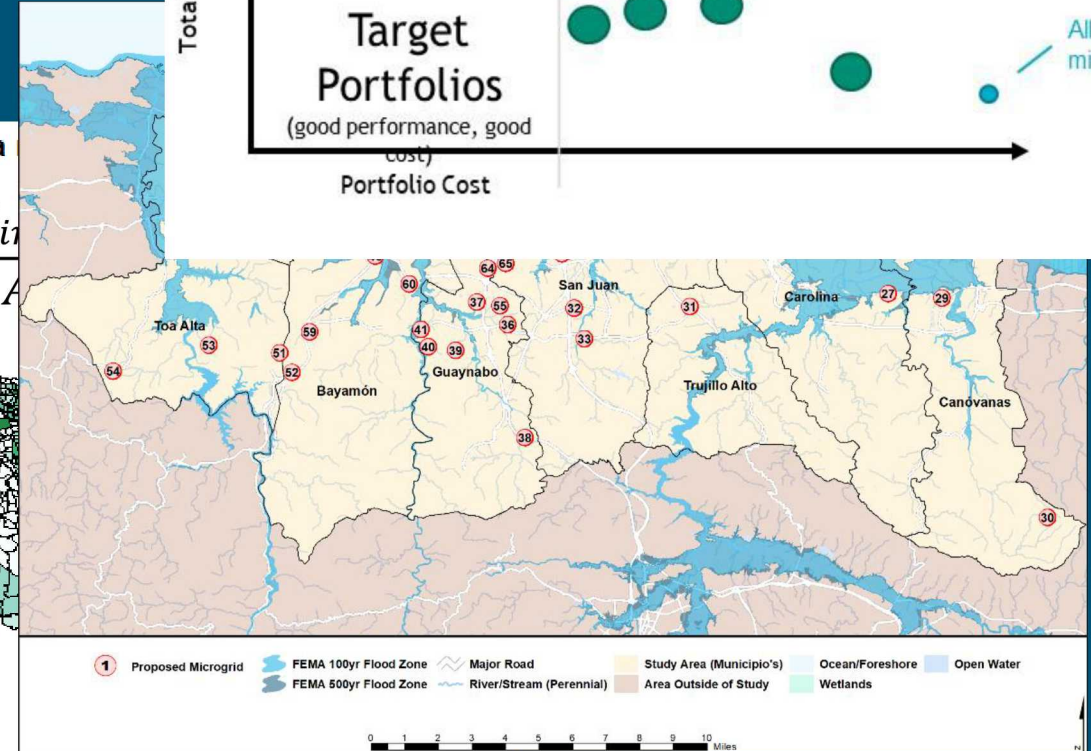 Tota
Target
Portfolios
(good performance, good
cost)
Portfolio Cost
All
mi
64 65
60
San Juan
Carolina
27
29
37
55
32
31
Toa Alta
59
41
36
33
53
51
40
39
54
52
Guaynabo
Bayamón
Trujillo Alto
Canóvanas
38
30
1 Proposed Microgrid
FEMA 100yr Flood Zone
FEMA 500yr Flood Zone
Major Road
River/Stream (Perennial)
Study Area (Municipio's)
Area Outside of Study
Ocean/Foreshore
Wetlands
Open Water
0 1 2 3 4 5 6 7 8 9 10
Miles